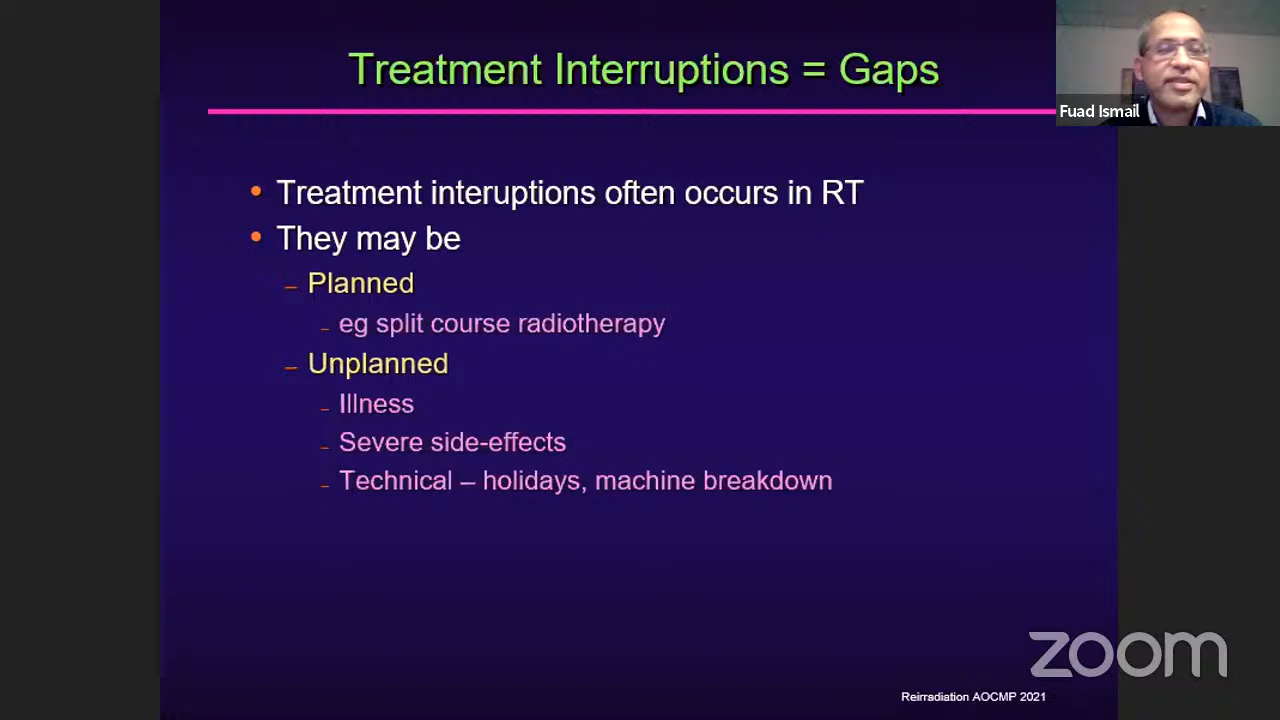 Treatment Interruptions = Gaps
Fuad Ismail
• Treatment interuptions often occurs in RT
• They may be
– Planned
– eg split course radiotherapy
– Unplanned
– Illness
– Severe side-effects
– Technical – holidays, machine breakdown
zoom
Reirradiation AOCMP 2021